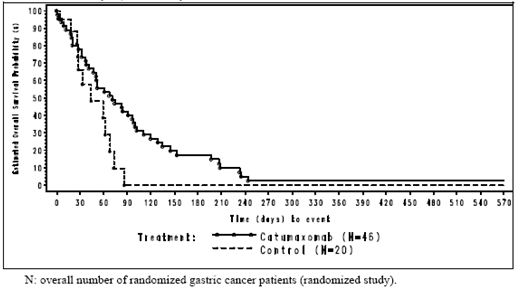 Estimated Overall Survival Probability (%)
100
90
80
70
60
50
40
30
20
10
0
0 30 60 90 120 150 180 210 240 270 300 330 360 390 420 450 480 510 540 570
Time (days) to event
Treatment: Catumaxomab (N=46)
Control (N=20)
N: overall number of randomized gastric cancer patients (randomized study).